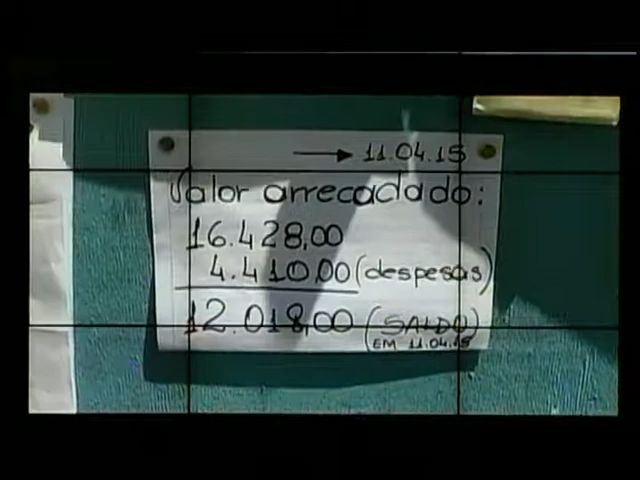 → 11.04.15
Valor arrecadado:
16.428,00
4.410,00 (despesas)
12.018,00 (SALDO)
EM 11.04.15